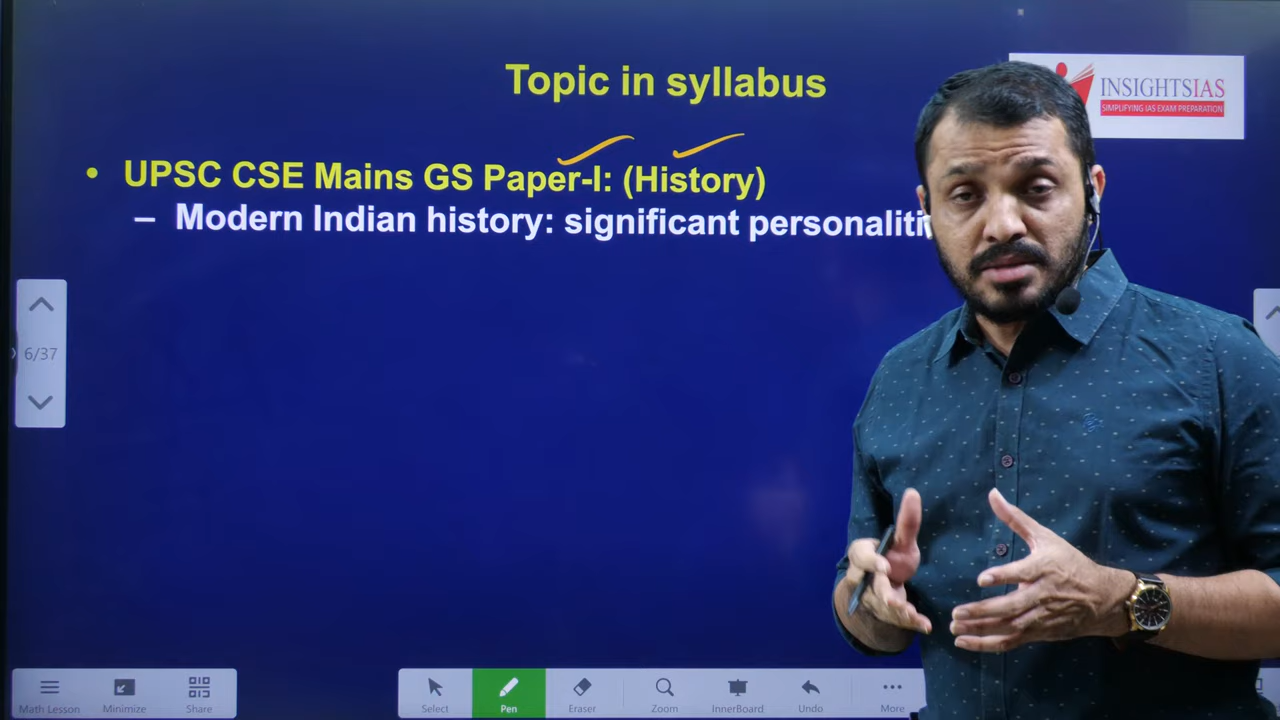 Topic in syllabus
INSIGHTSIAS
SIMPLIFYING IAS EXAM PREPARATION
• UPSC CSE Mains GS Paper-I: (History)
– Modern Indian history: significant personaliti
6/37
Math Lesson
Minimize
Share
Select
Pen
Eraser
Zoom
InnerBoard
Undo
More